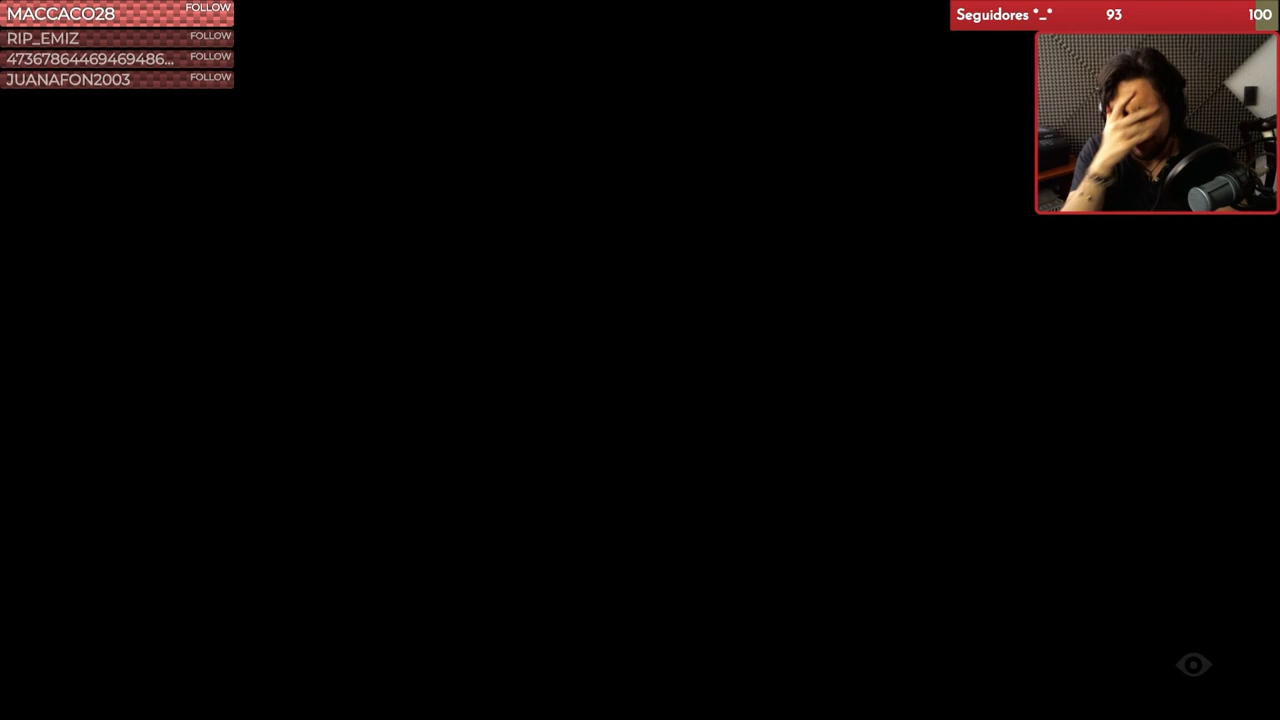 MACCACO28 FOLLOW
RIP_EMIZ FOLLOW
47367864469469486... FOLLOW
JUANAFON2003 FOLLOW
Seguidores *_* 93 100